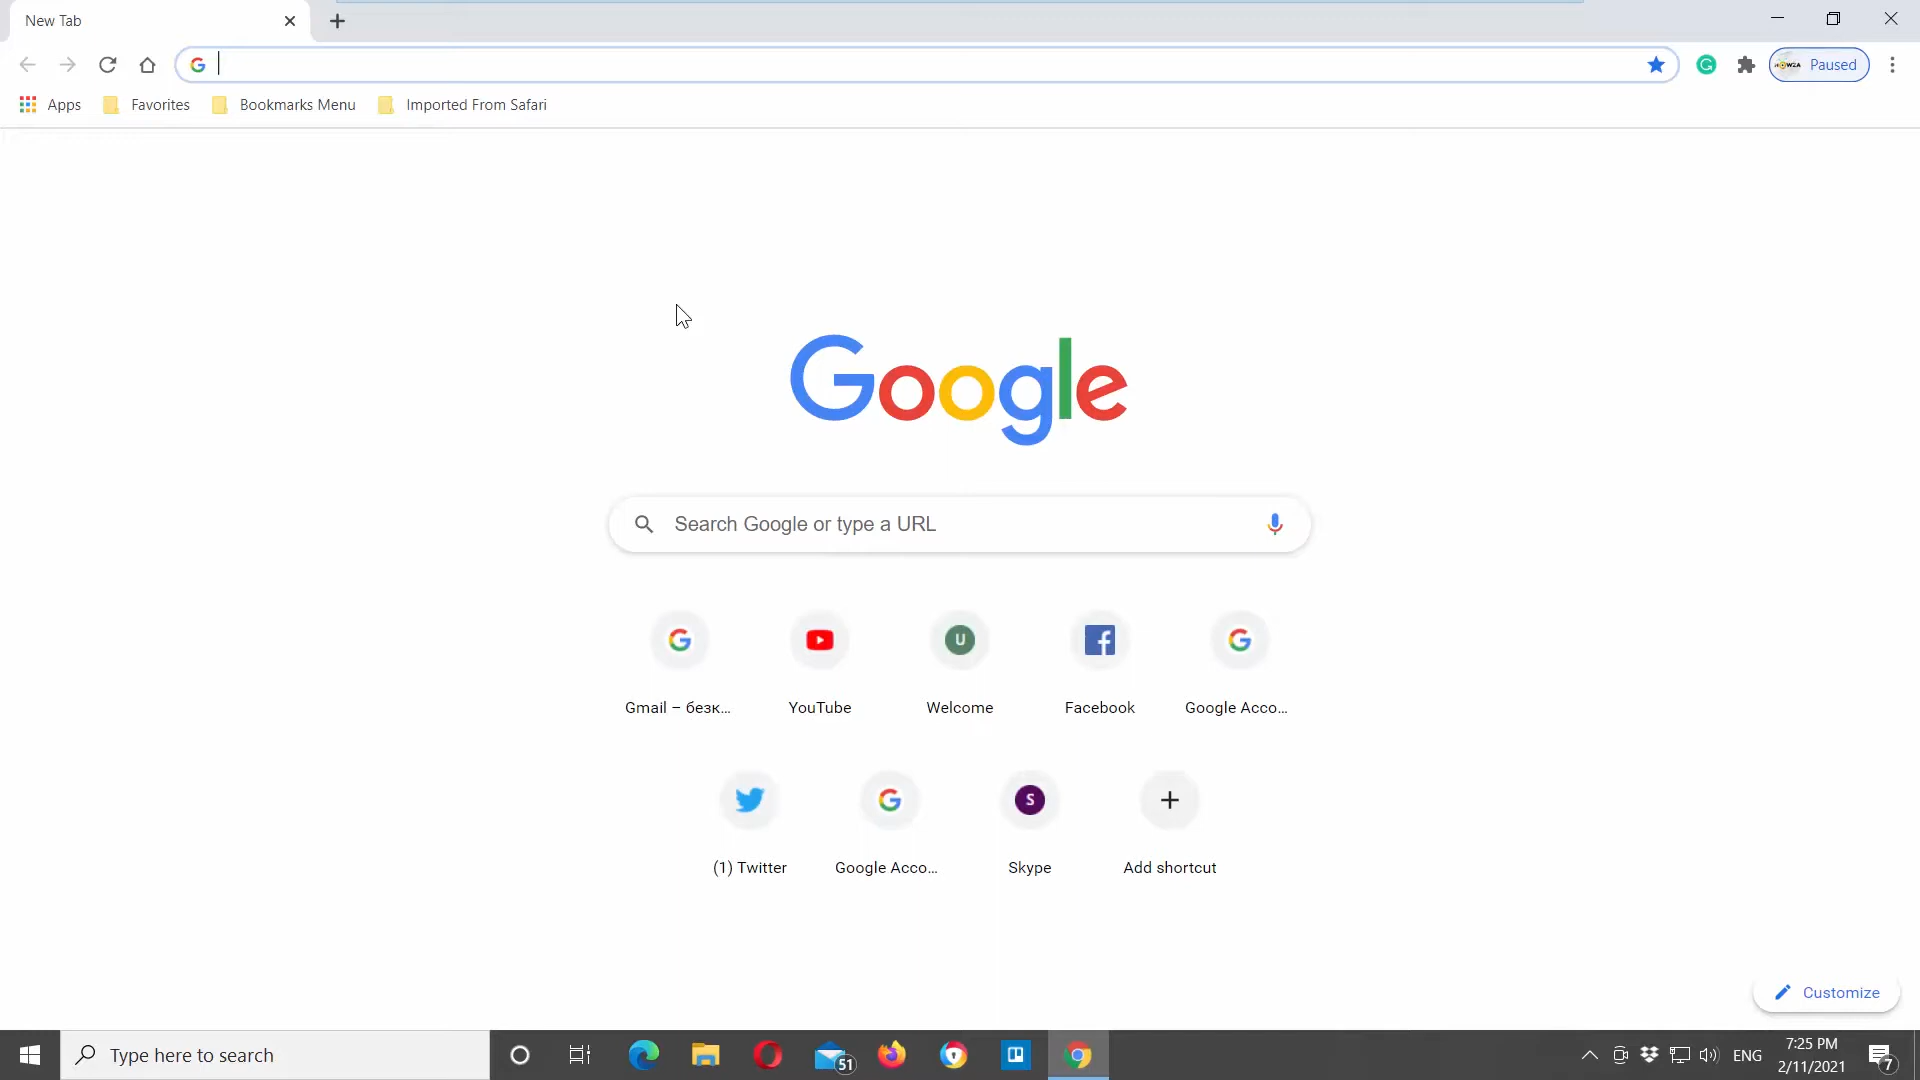 New Tab
Paused
Apps
Favorites
Bookmarks Menu
Imported From Safari
Google
Search Google or type a URL
Gmail – безк...
YouTube
U
Welcome
Facebook
Google Acco...
(1) Twitter
Google Acco...
S
Skype
Add shortcut
Customize
Type here to search
51
ENG
7:25 PM
2/11/2021
7